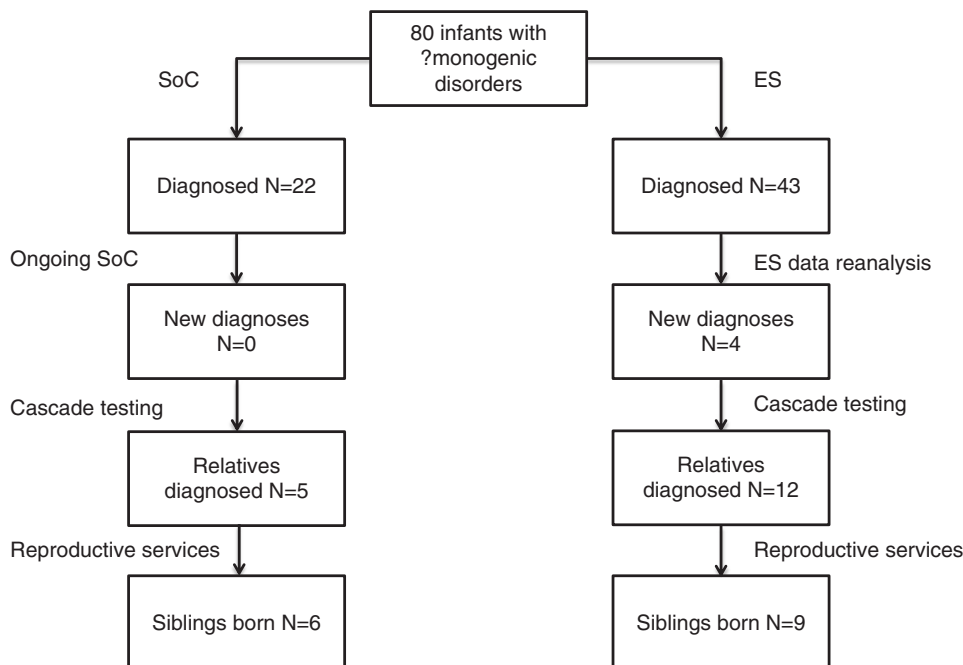 80 infants with
?monogenic
disorders
SoC
ES
Diagnosed N=22
Diagnosed N=43
Ongoing SoC
ES data reanalysis
New diagnoses
N=0
New diagnoses
N=4
Cascade testing
Cascade testing
Relatives
diagnosed N=5
Relatives
diagnosed N=12
Reproductive services
Reproductive services
Siblings born N=6
Siblings born N=9